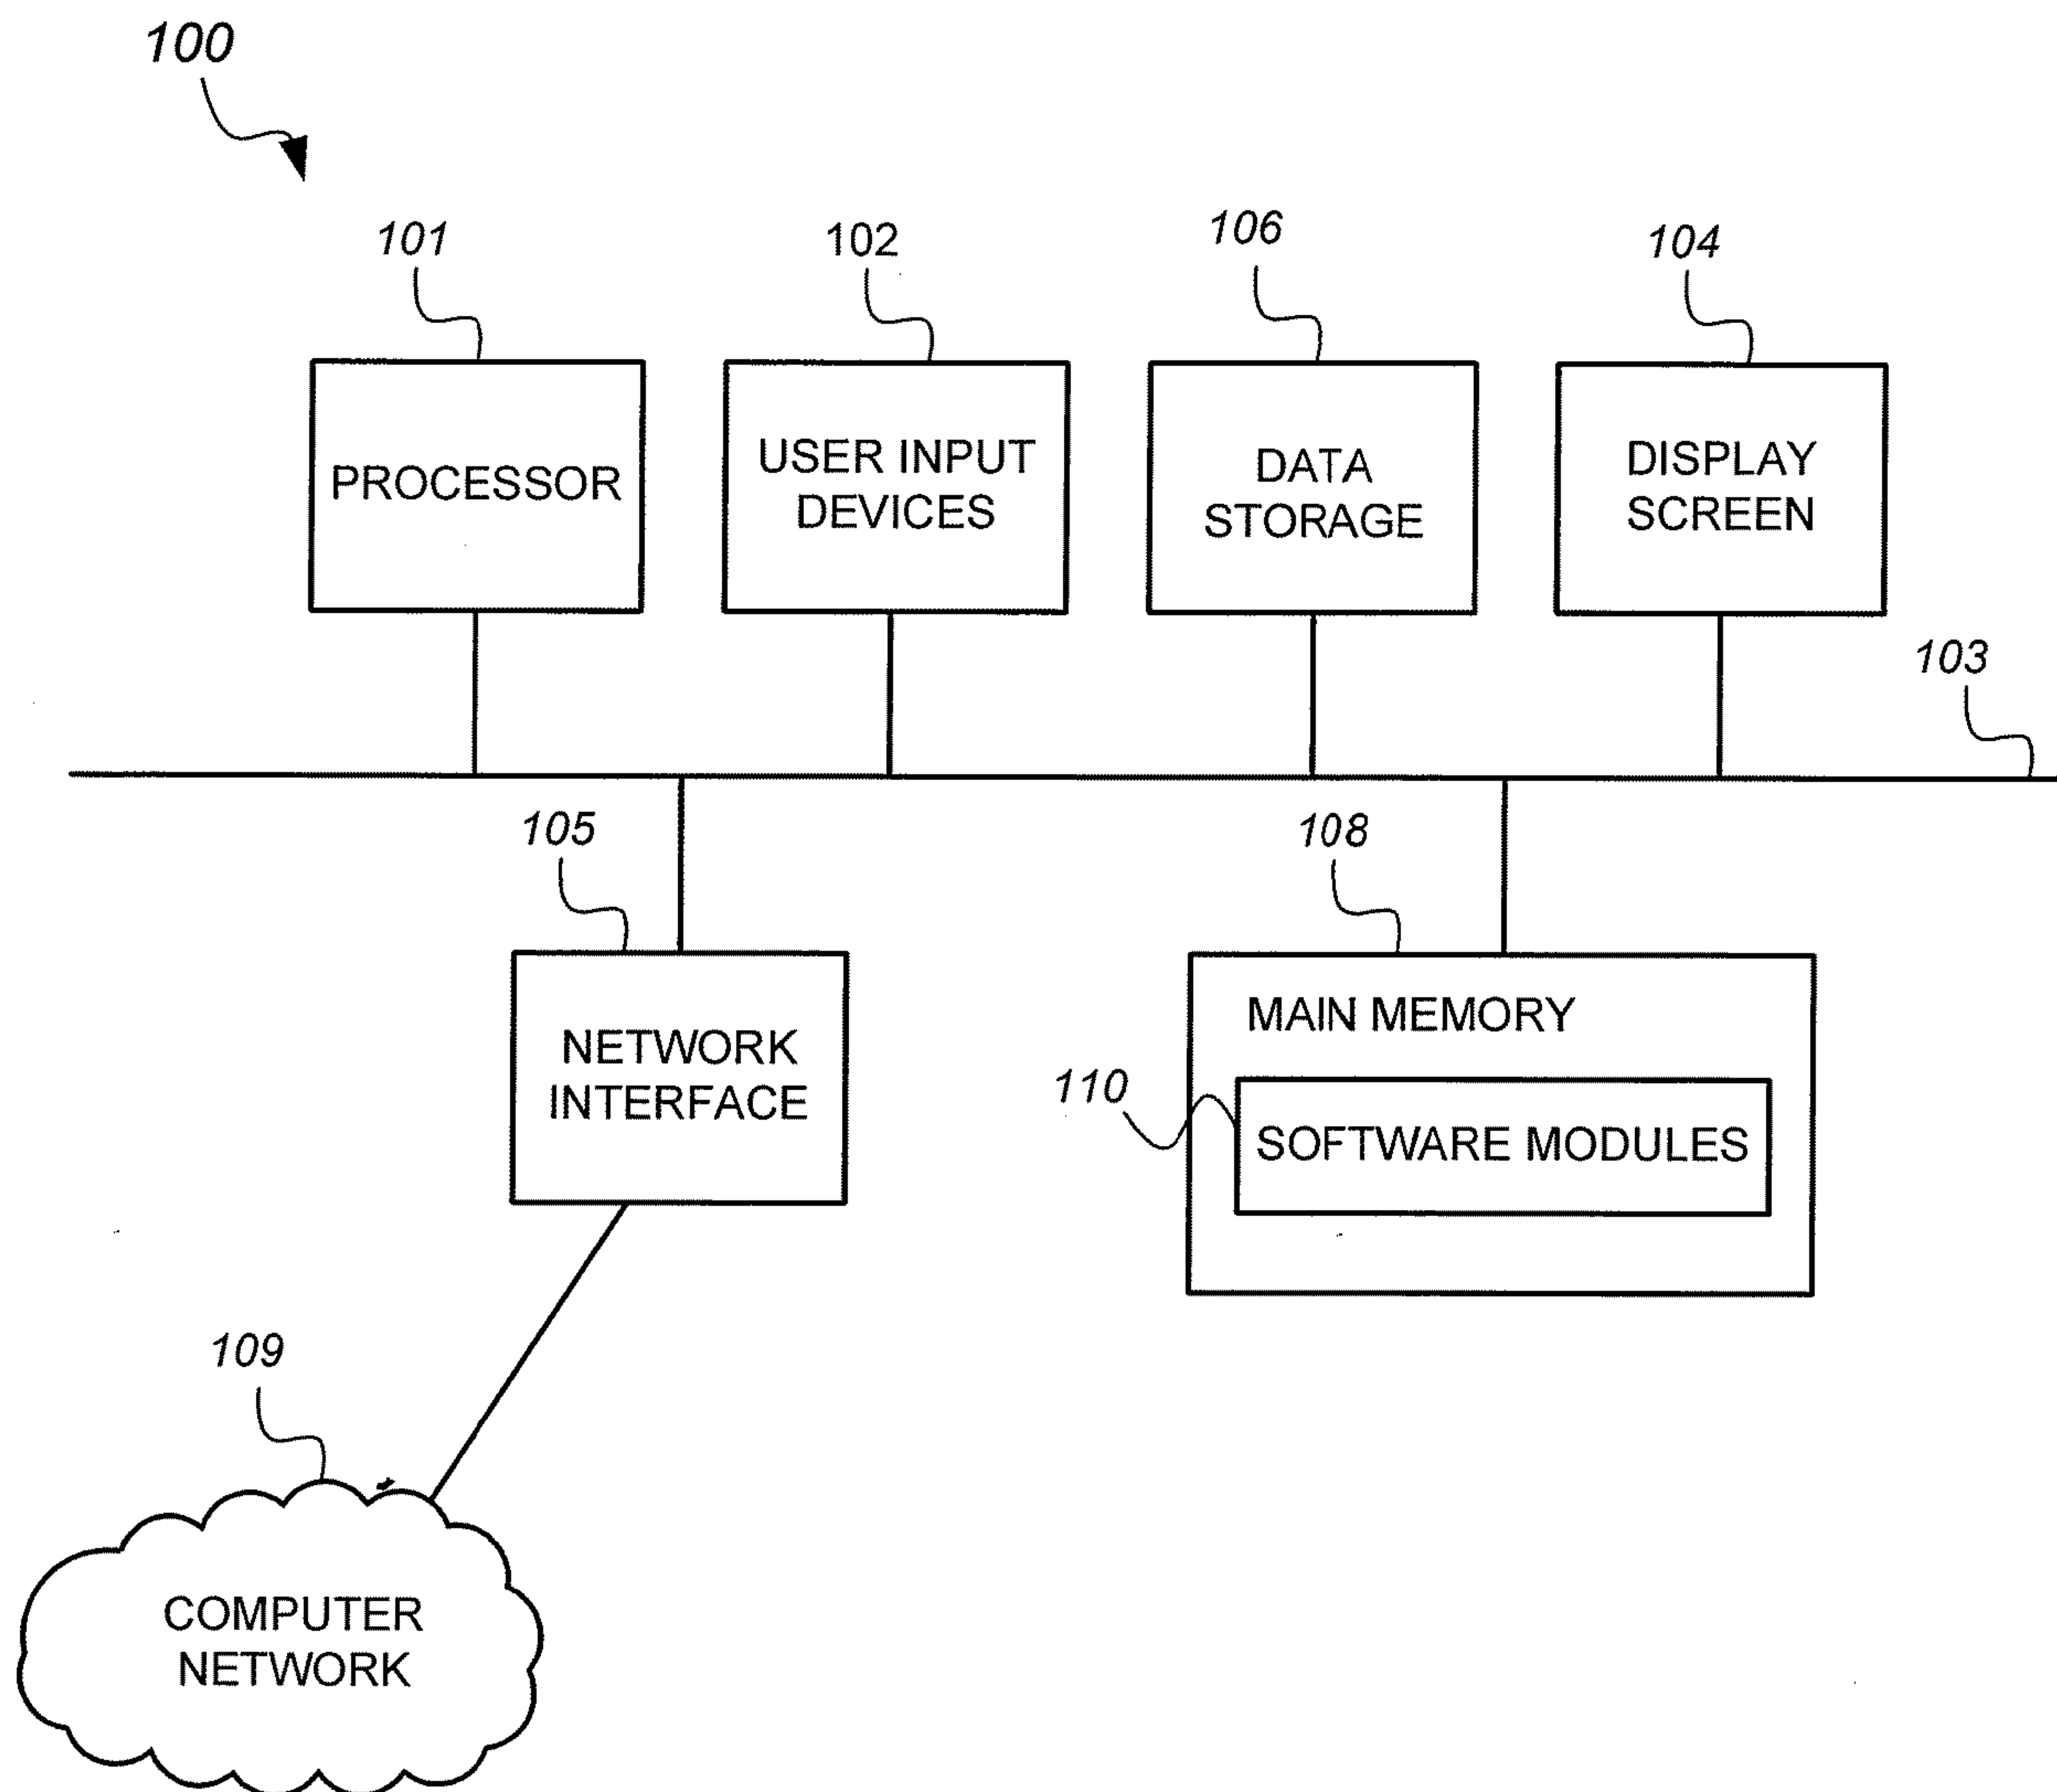 100
101
102
106
104
PROCESSOR
USER INPUT
DEVICES
DATA
STORAGE
DISPLAY
SCREEN
103
105
108
NETWORK
INTERFACE
MAIN MEMORY
110
SOFTWARE MODULES
109
COMPUTER
NETWORK